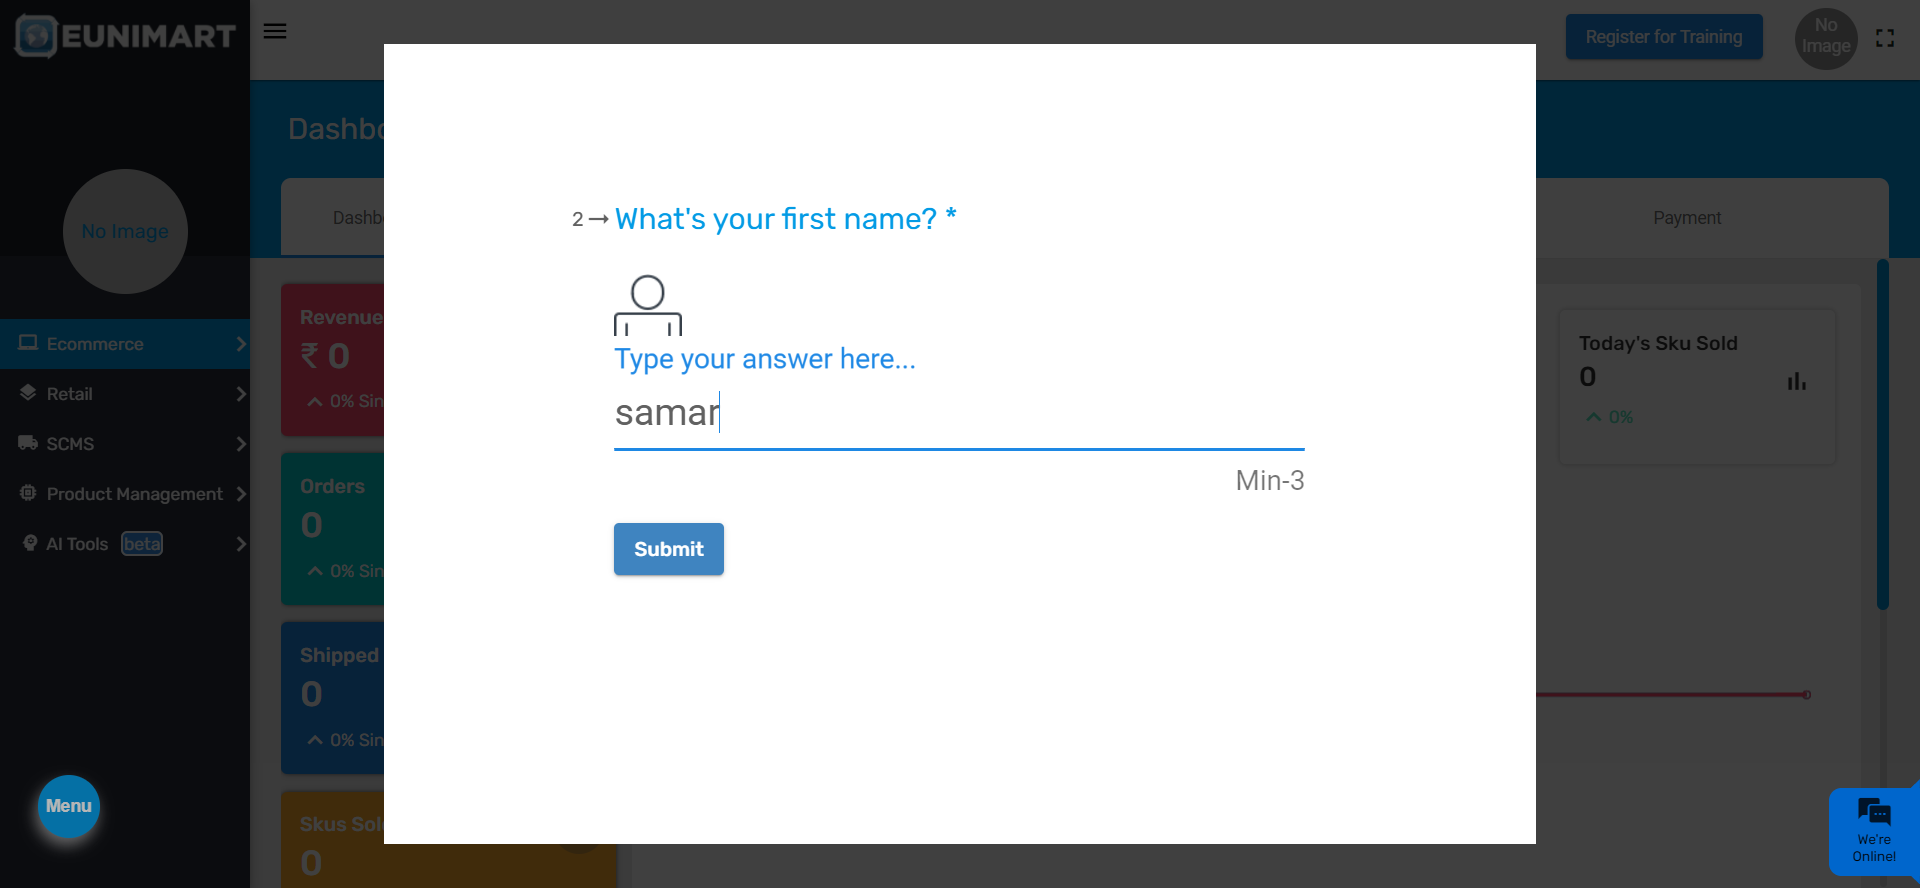 EUNIMART
Register for Training
No Image
Dashbo
Dashb
Payment
No Image
Ecommerce
Retail
SCMS
Product Management
AI Tools beta
Menu
Revenue
₹ 0
0% Sin
Orders
0
0% Sin
Shipped
0
0% Sin
Skus Sol
0
2 → What's your first name? *
Type your answer here...
samar
Min-3
Submit
Today's Sku Sold
0
0%
We're
Online!